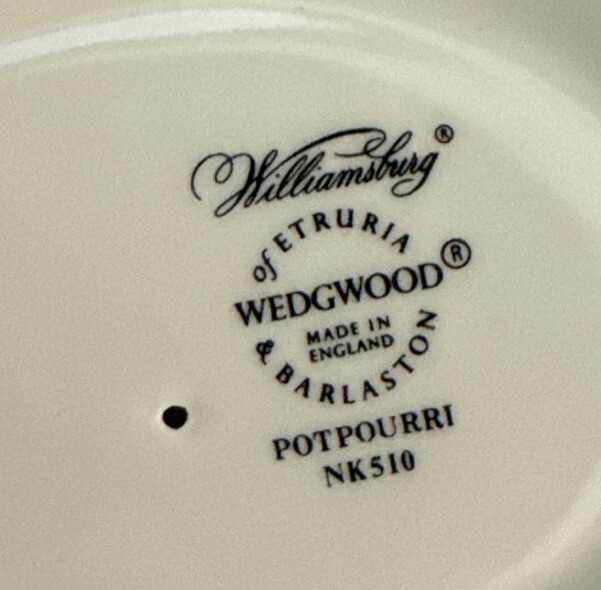 Williamsburg®
of ETRURIA
WEDGWOOD®
MADE IN
ENGLAND
& BARLASTON
POTPOURRI
NK510